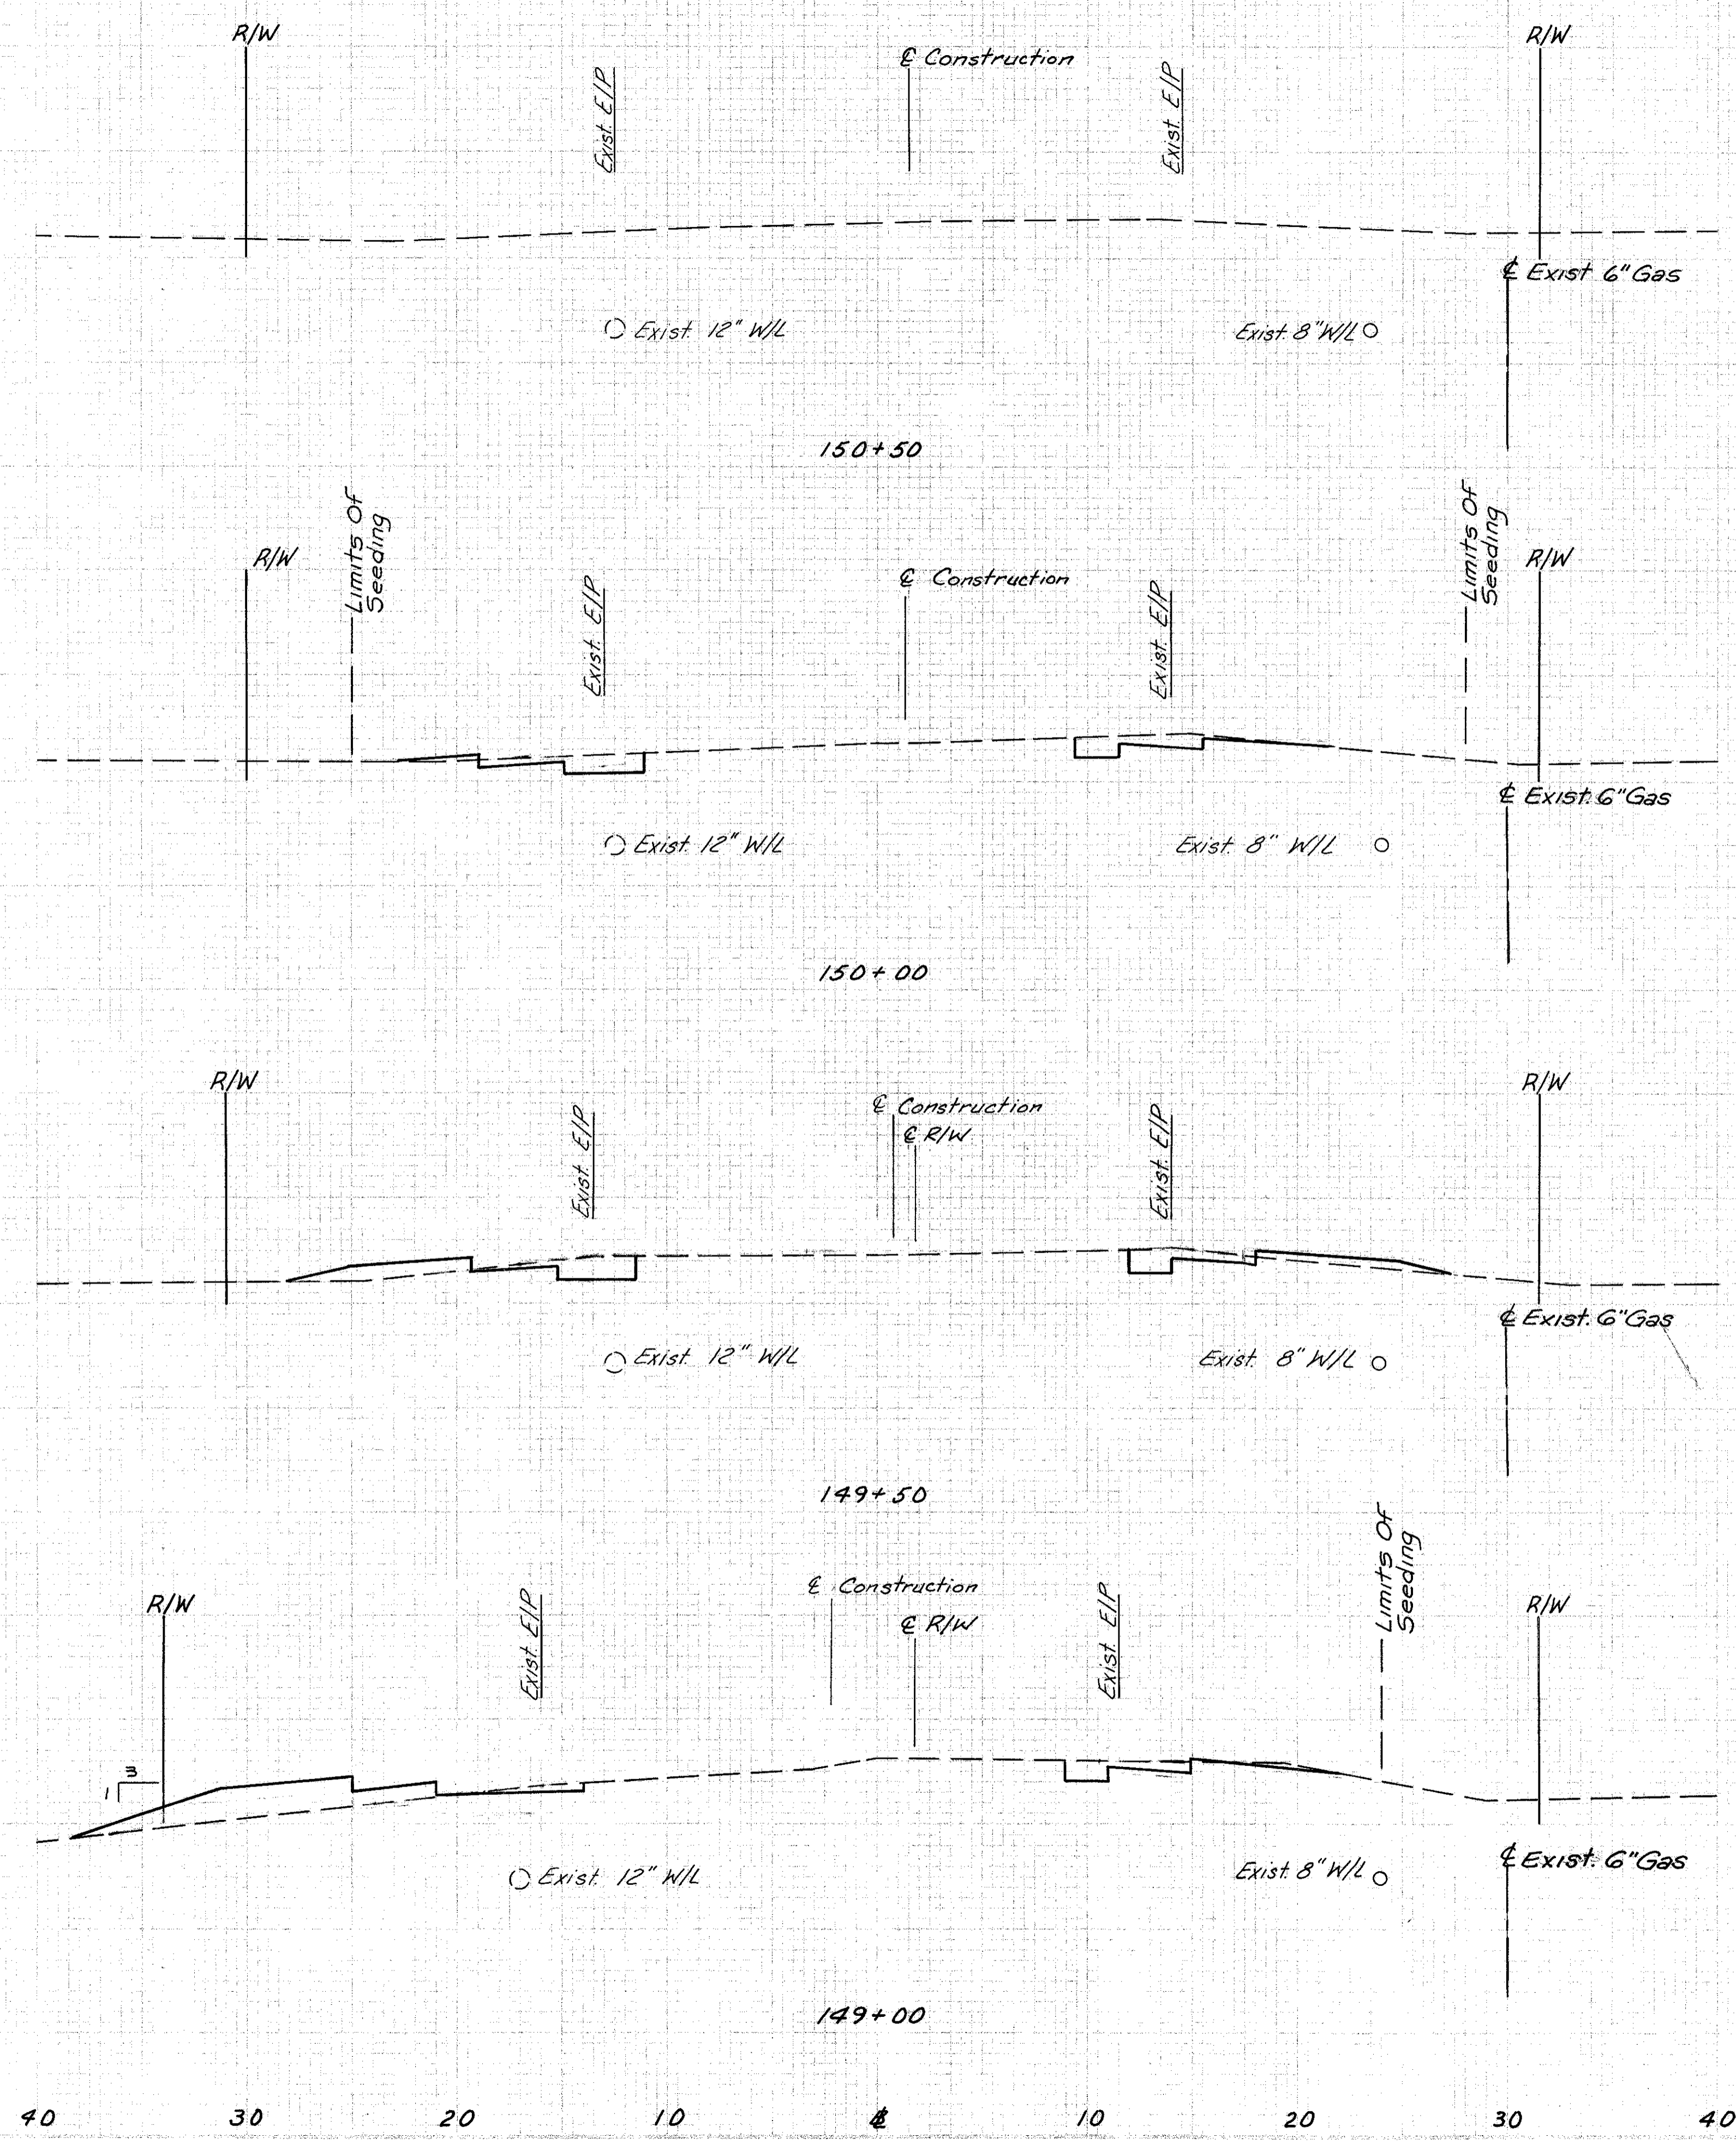 R/W
R/W
℄ Construction
Exist. E/P
Exist. E/P
℄ Exist 6" Gas
Exist. 12" W/L
Exist. 8" W/L
150+50
Limits Of
Seeding
Limits Of
Seeding
R/W
R/W
℄ Construction
Exist. E/P
Exist. E/P
℄ Exist. 6" Gas
Exist. 12" W/L
Exist. 8" W/L
150+00
R/W
R/W
℄ Construction
℄ R/W
Exist. E/P
Exist. E/P
℄ Exist. 6" Gas
Exist. 12" W/L
Exist. 8" W/L
149+50
Limits Of
Seeding
℄ Construction
R/W
R/W
℄ R/W
Exist. E/P
Exist. E/P
3
1
℄ Exist. 6" Gas
Exist. 12" W/L
Exist. 8" W/L
149+00
40 30 20 10 ℄ 10 20 30 40